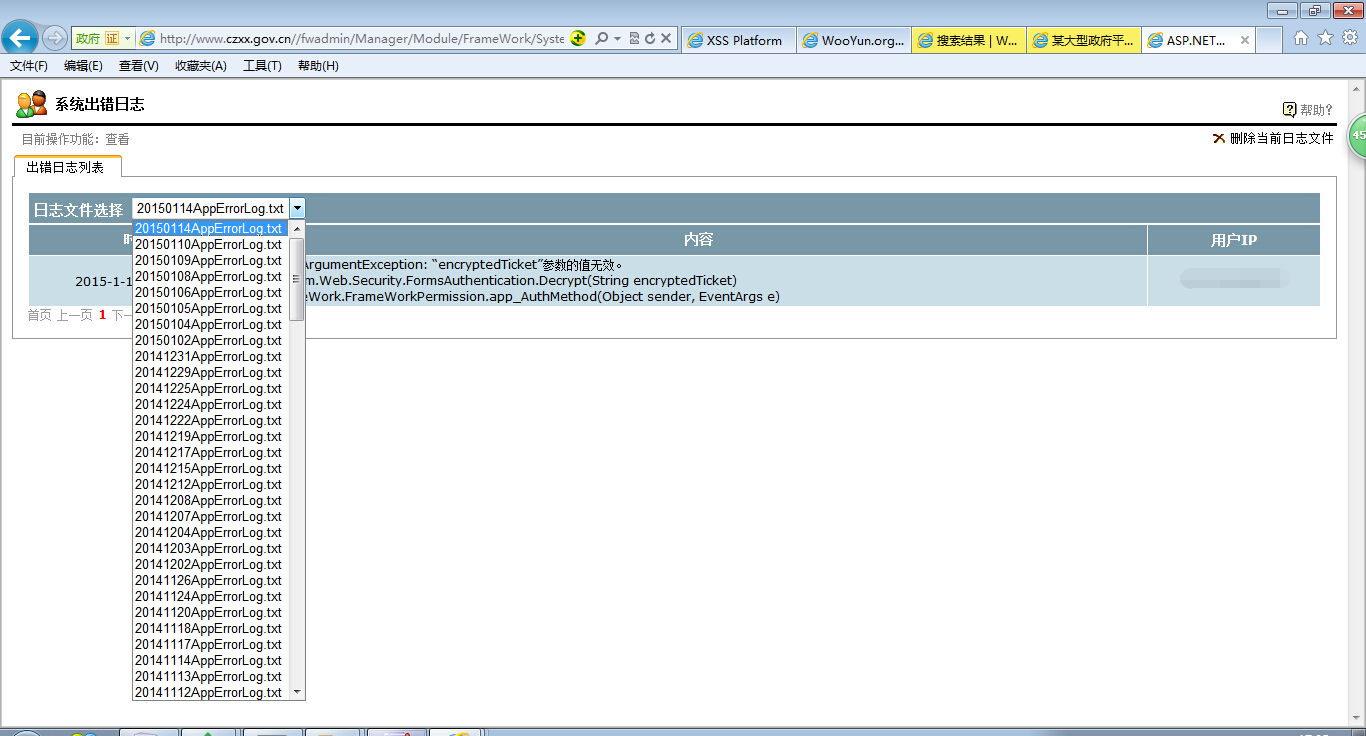 政府 证 http://www.czxx.gov.cn//fwadmin/Manager/Module/FrameWork/Syste XSS Platform WooYun.org... 搜索结果 | W... 某大型政府平... ASP.NET...
文件(F) 编辑(E) 查看(V) 收藏夹(A) 工具(T) 帮助(H)
系统出错日志
帮助?
目前操作功能：查看 删除当前日志文件
45
出错日志列表
日志文件选择 20150114AppErrorLog.txt
内容 用户IP
2015-1-1
ArgumentException: “encryptedTicket”参数的值无效。
m.Web.Security.FormsAuthentication.Decrypt(String encryptedTicket)
eWork.FrameWorkPermission.app_AuthMethod(Object sender, EventArgs e)
首页 上一页 1 下一
20150114AppErrorLog.txt
20150110AppErrorLog.txt
20150109AppErrorLog.txt
20150108AppErrorLog.txt
20150106AppErrorLog.txt
20150105AppErrorLog.txt
20150104AppErrorLog.txt
20150102AppErrorLog.txt
20141231AppErrorLog.txt
20141229AppErrorLog.txt
20141225AppErrorLog.txt
20141224AppErrorLog.txt
20141222AppErrorLog.txt
20141219AppErrorLog.txt
20141217AppErrorLog.txt
20141215AppErrorLog.txt
20141212AppErrorLog.txt
20141208AppErrorLog.txt
20141207AppErrorLog.txt
20141204AppErrorLog.txt
20141203AppErrorLog.txt
20141202AppErrorLog.txt
20141126AppErrorLog.txt
20141124AppErrorLog.txt
20141120AppErrorLog.txt
20141118AppErrorLog.txt
20141117AppErrorLog.txt
20141114AppErrorLog.txt
20141113AppErrorLog.txt
20141112AppErrorLog.txt